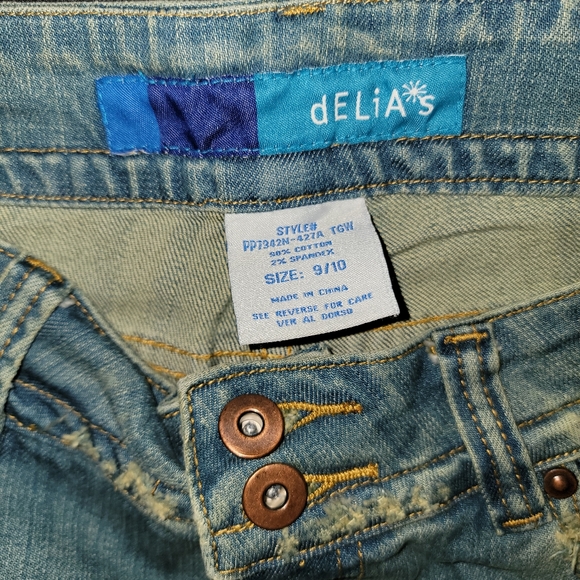 dELiA*s
STYLE#
PP7342N-427A TGW
98% COTTON
2% SPANDEX
SIZE: 9/10
MADE IN CHINA
SEE REVERSE FOR CARE
VER AL DORSO